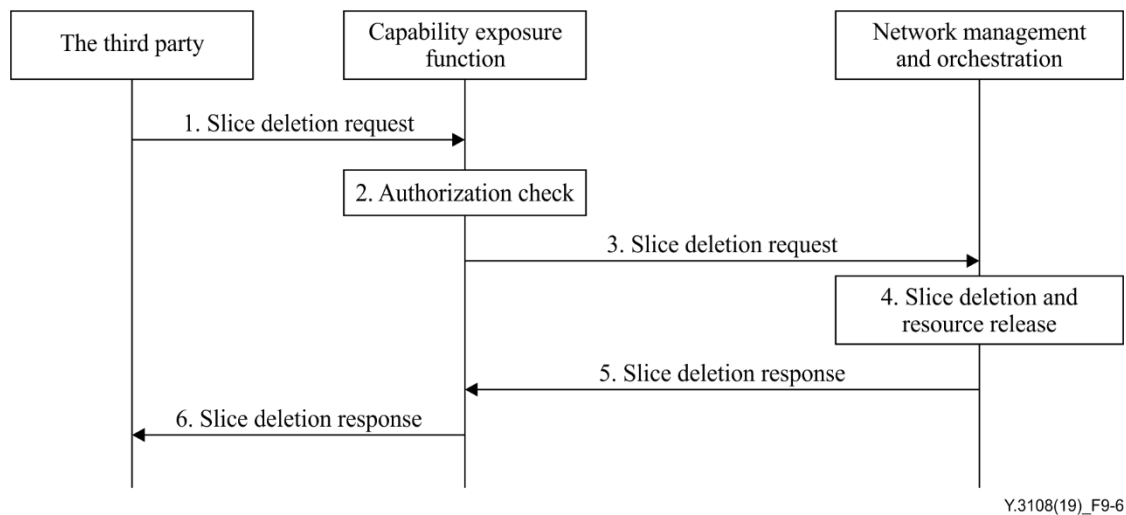 The third party
Capability exposure
function
Network management
and orchestration
1. Slice deletion request
2. Authorization check
3. Slice deletion request
4. Slice deletion and
resource release
5. Slice deletion response
6. Slice deletion response
Y.3108(19)_F9-6